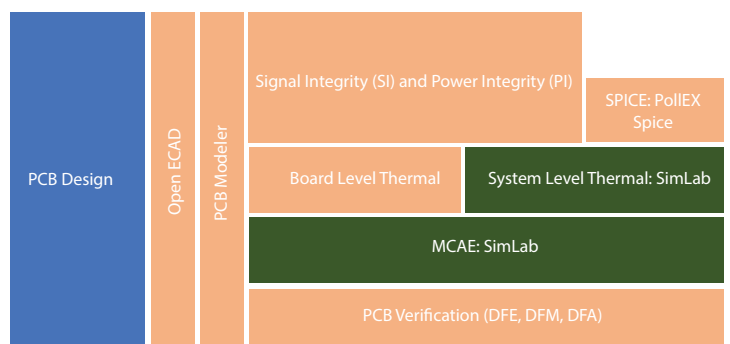 PCB Design
Open ECAD
PCB Modeler
Signal Integrity (SI) and Power Integrity (PI)
SPICE: PollEX
Spice
Board Level Thermal
System Level Thermal: SimLab
MCAE: SimLab
PCB Verification (DFE, DFM, DFA)